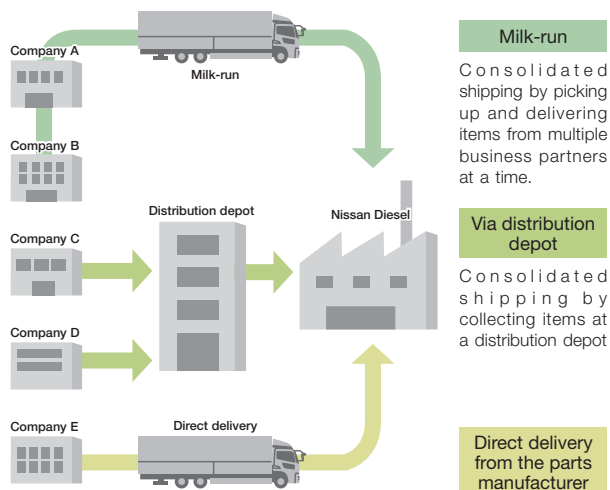 Company A
Milk-run
Company B
Distribution depot
Nissan Diesel
Company C
Company D
Company E
Direct delivery
Milk-run
Consolidated
shipping by picking
up and delivering
items from multiple
business partners
at a time.
Via distribution
depot
Consolidated
shipping by
collecting items at
a distribution depot
Direct delivery
from the parts
manufacturer